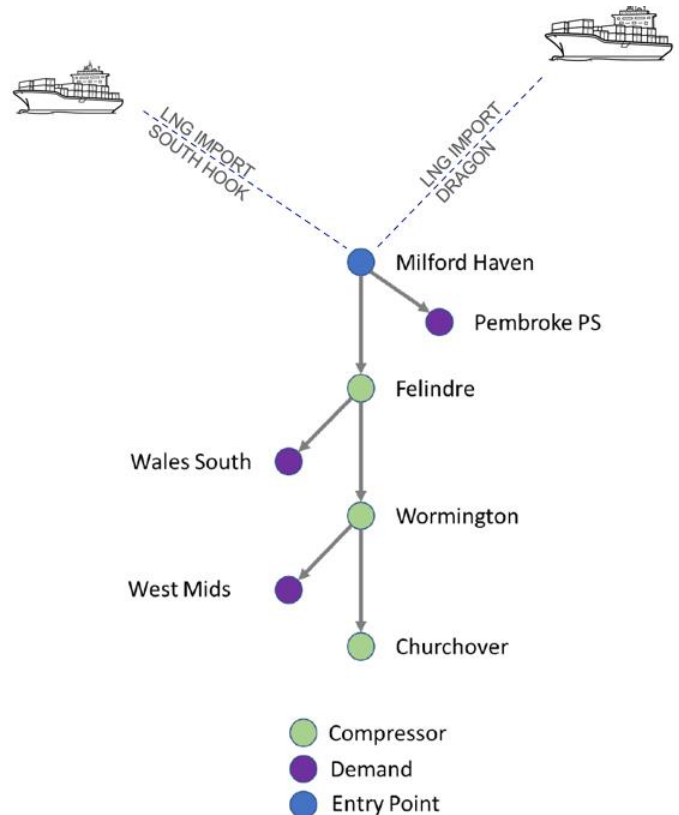 LNG IMPORT
SOUTH HOOK
LNG IMPORT
DRAGON
Milford Haven
Pembroke PS
Felindre
Wales South
Wormington
West Mids
Churchover
Compressor
Demand
Entry Point